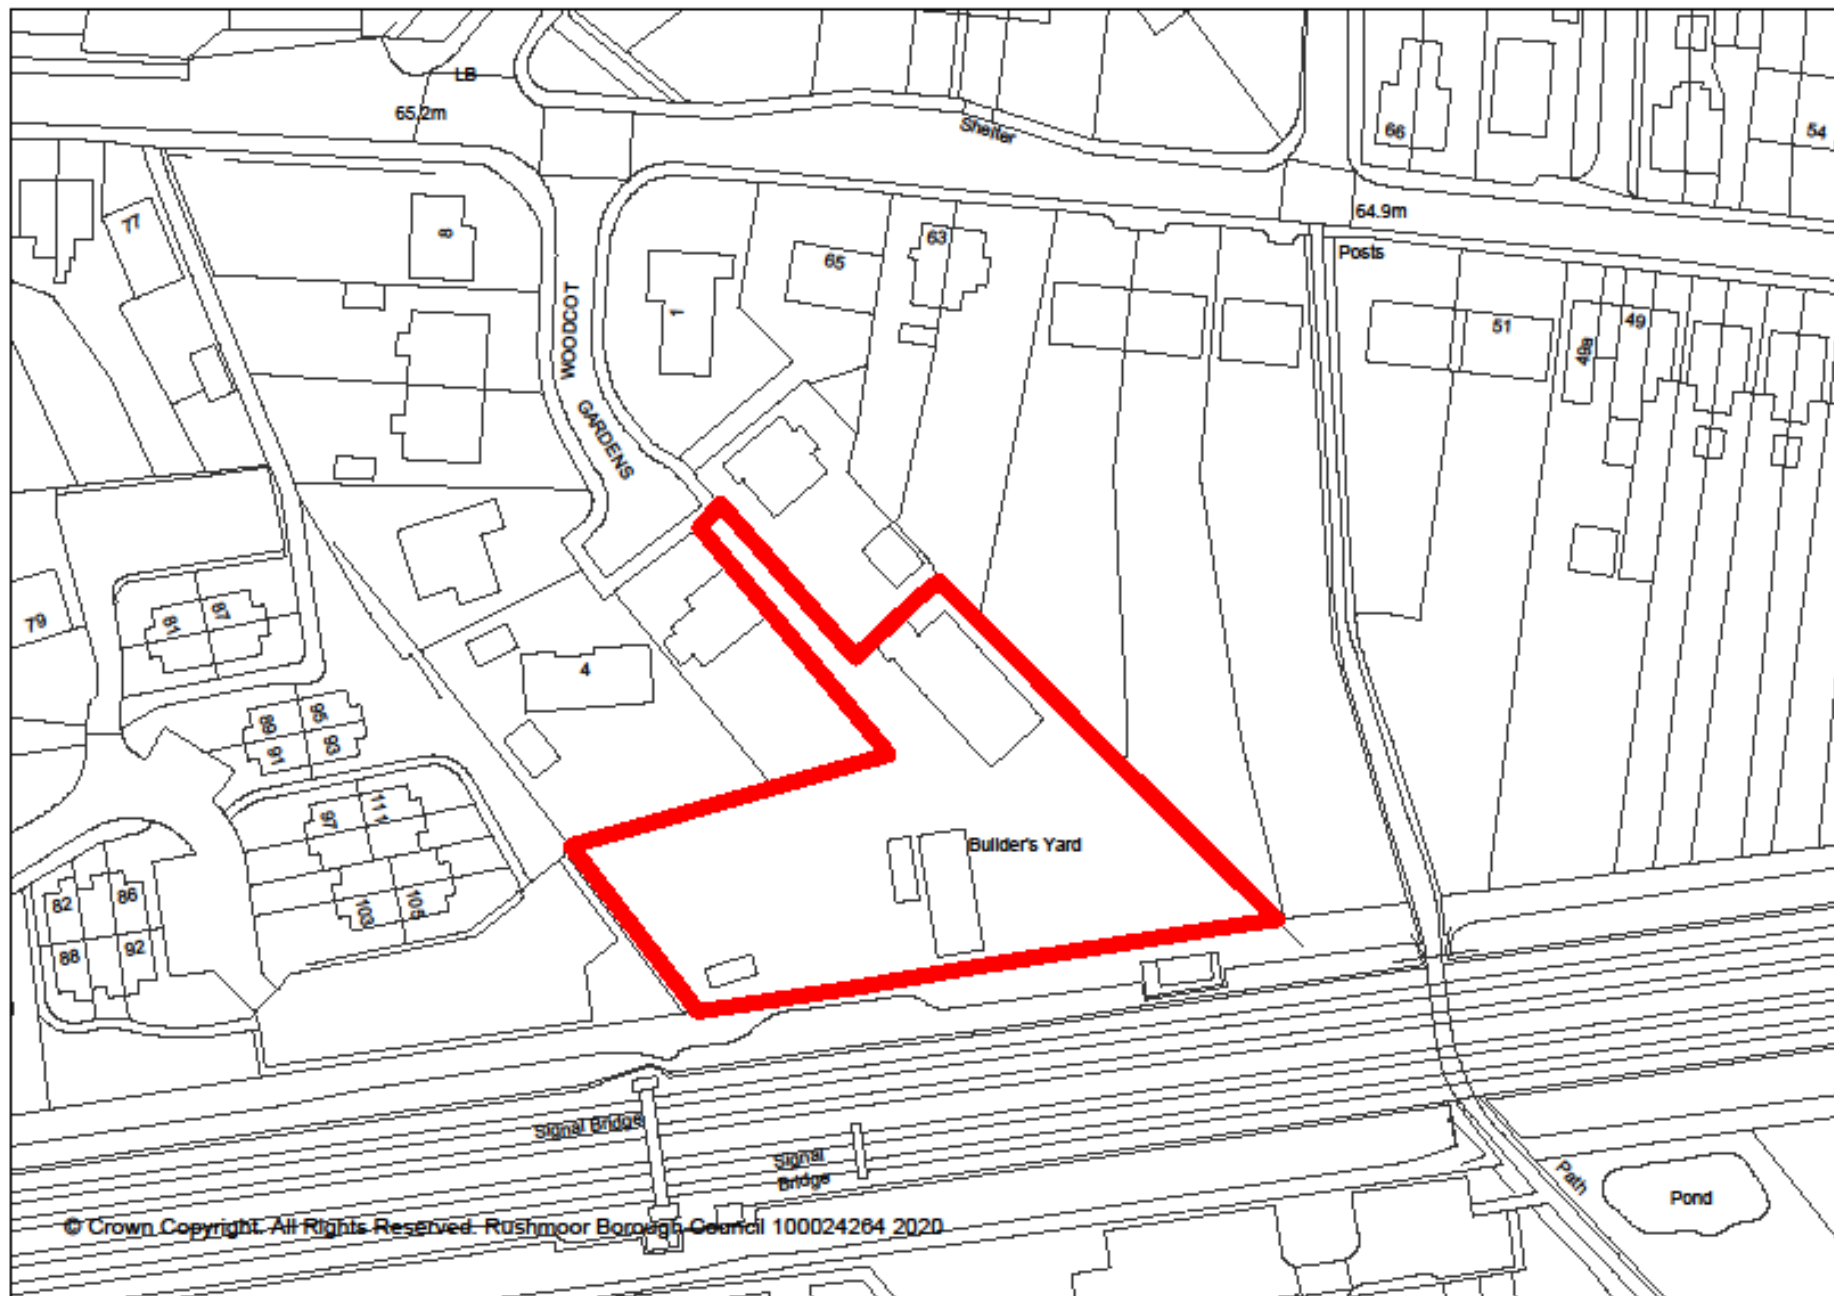 LB
65.2m
Shelter
66
54
77
8
65
63
64.9m
Posts
1
WOODCOT
GARDENS
51
49a
49
79
81
87
4
89
95
91
93
97
111
103
105
82
86
88
92
Builder's Yard
Signal Bridge
Signal
Bridge
Path
Pond
© Crown Copyright. All Rights Reserved. Rushmoor Borough Council 100024264 2020